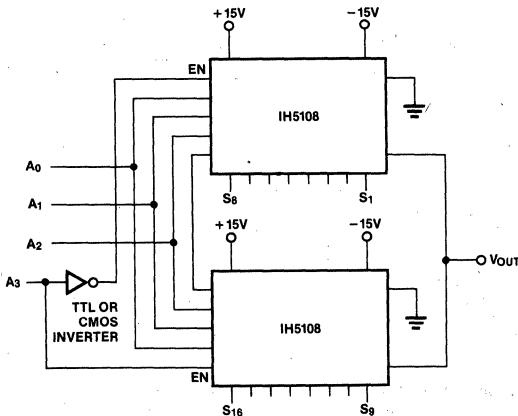 +15V
−15V
EN
IH5108
A0
A1
A2
A3
S8
S1
+15V
−15V
VOUT
TTL OR
CMOS
INVERTER
IH5108
EN
S16
S9